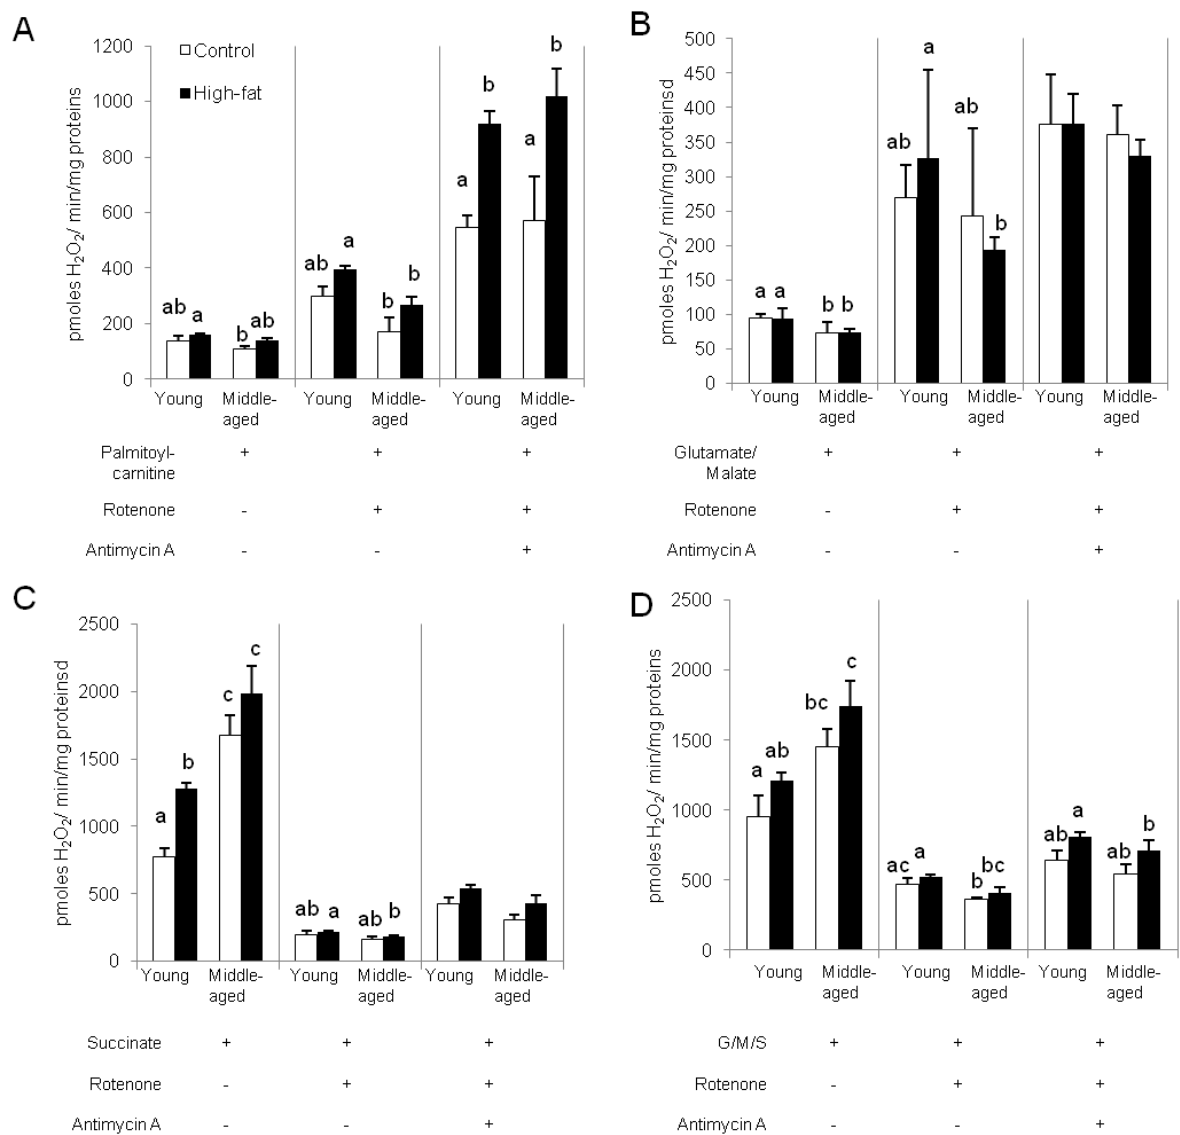 A
1200
1000
800
600
400
200
0
pmoles H₂O₂/ min/mg proteins
Control
High-fat
ab a b ab
ab a b b
a b a b
Young Middle-aged Young Middle-aged Young Middle-aged
Palmitoyl-
carnitine + + +
Rotenone - + +
Antimycin A - - +
B
500
450
400
350
300
250
200
150
100
50
0
pmoles H₂O₂/ min/mg proteinsd
a a b b
ab a ab b
Young Middle-aged Young Middle-aged Young Middle-aged
Glutamate/
Malate + + +
Rotenone - + +
Antimycin A - - +
C
2500
2000
1500
1000
500
0
pmoles H₂O₂/ min/mg proteinsd
a b c c
ab a ab b
Young Middle-aged Young Middle-aged Young Middle-aged
Succinate + + +
Rotenone - + +
Antimycin A - - +
D
2500
2000
1500
1000
500
0
pmoles H₂O₂/ min/mg proteins
a ab bc c
ac a b bc
ab a ab b
Young Middle-aged Young Middle-aged Young Middle-aged
G/M/S + + +
Rotenone - + +
Antimycin A - - +